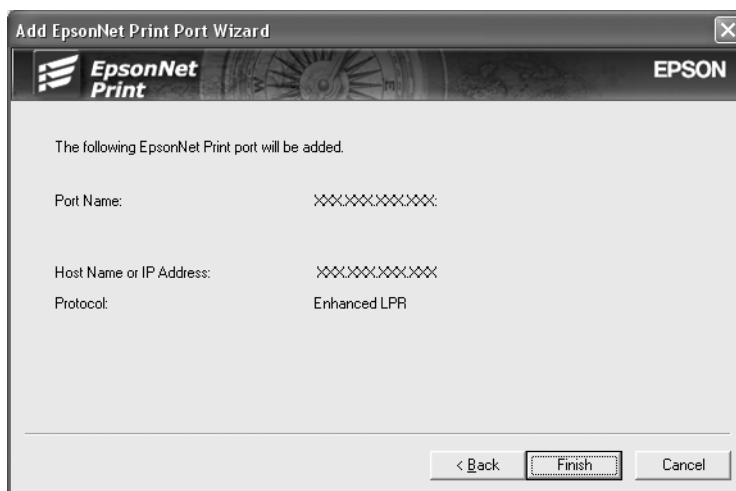 Add EpsonNet Print Port Wizard
EpsonNet
Print
EPSON
The following EpsonNet Print port will be added.
Port Name: XXX.XXX.XXX.XXX:
Host Name or IP Address: XXX.XXX.XXX.XXX
Protocol: Enhanced LPR
< Back Finish Cancel